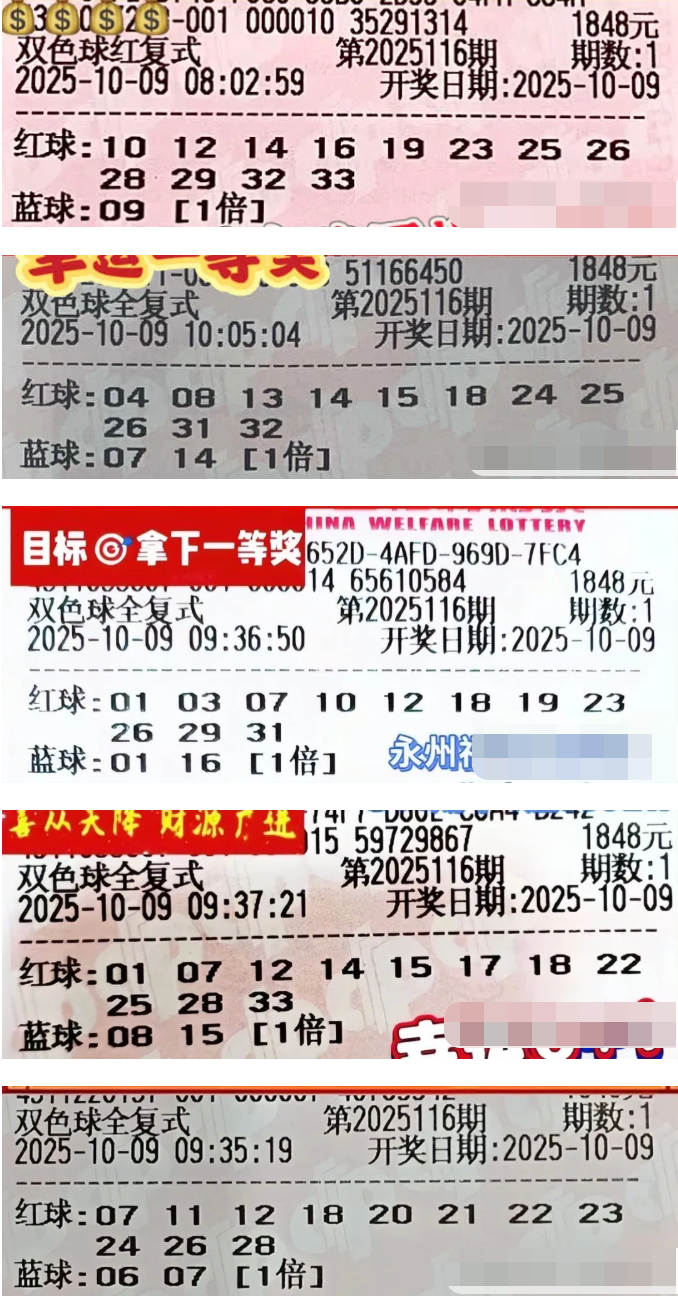 -001 000010 35291314 1848元
双色球红复式 第2025116期 期数:1
2025-10-09 08:02:59 开奖日期:2025-10-09
红球:10 12 14 16 19 23 25 26
28 29 32 33
蓝球:09 [1倍]
幸运一等奖
51166450 1848元
双色球全复式 第2025116期 期数:1
2025-10-09 10:05:04 开奖日期:2025-10-09
红球:04 08 13 14 15 18 24 25
26 31 32
蓝球:07 14 [1倍]
INA WELFARE LOTTERY
目标 拿下一等奖
652D-4AFD-969D-7FC4
14 65610584 1848元
双色球全复式 第2025116期 期数:1
2025-10-09 09:36:50 开奖日期:2025-10-09
红球:01 03 07 10 12 18 19 23
26 29 31
蓝球:01 16 [1倍]
永州
喜从天降 财源广进
015 59729867 1848元
双色球全复式 第2025116期 期数:1
2025-10-09 09:37:21 开奖日期:2025-10-09
红球:01 07 12 14 15 17 18 22
25 28 33
蓝球:08 15 [1倍]
双色球全复式 第2025116期 期数:1
2025-10-09 09:35:19 开奖日期:2025-10-09
红球:07 11 12 18 20 21 22 23
24 26 28
蓝球:06 07 [1倍]